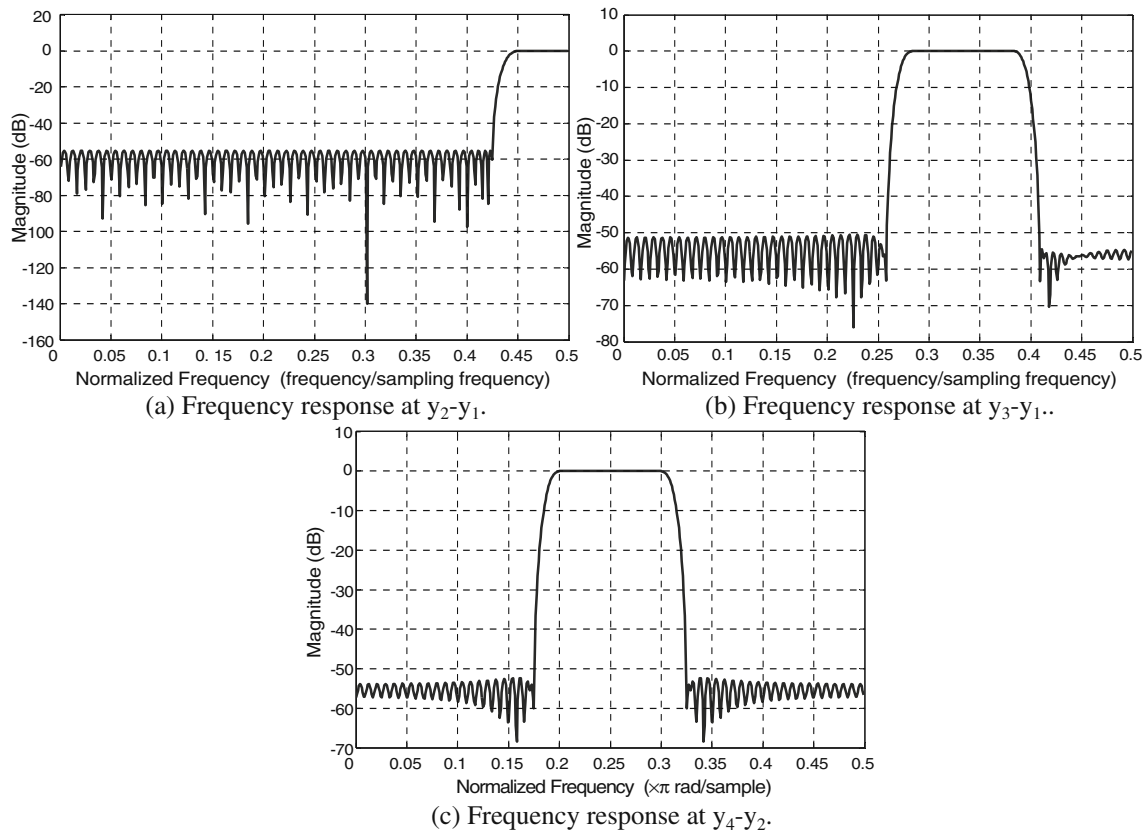 20
0
-20
-40
-60
-80
-100
-120
-140
-160
Magnitude (dB)
0 0.05 0.1 0.15 0.2 0.25 0.3 0.35 0.4 0.45 0.5
Normalized Frequency (frequency/sampling frequency)
(a) Frequency response at y₂-y₁.
10
0
-10
-20
-30
-40
-50
-60
-70
-80
Magnitude (dB)
0 0.05 0.1 0.15 0.2 0.25 0.3 0.35 0.4 0.45 0.5
Normalized Frequency (frequency/sampling frequency)
(b) Frequency response at y₃-y₁..
10
0
-10
-20
-30
-40
-50
-60
-70
Magnitude (dB)
0 0.05 0.1 0.15 0.2 0.25 0.3 0.35 0.4 0.45 0.5
Normalized Frequency (×π rad/sample)
(c) Frequency response at y₄-y₂.